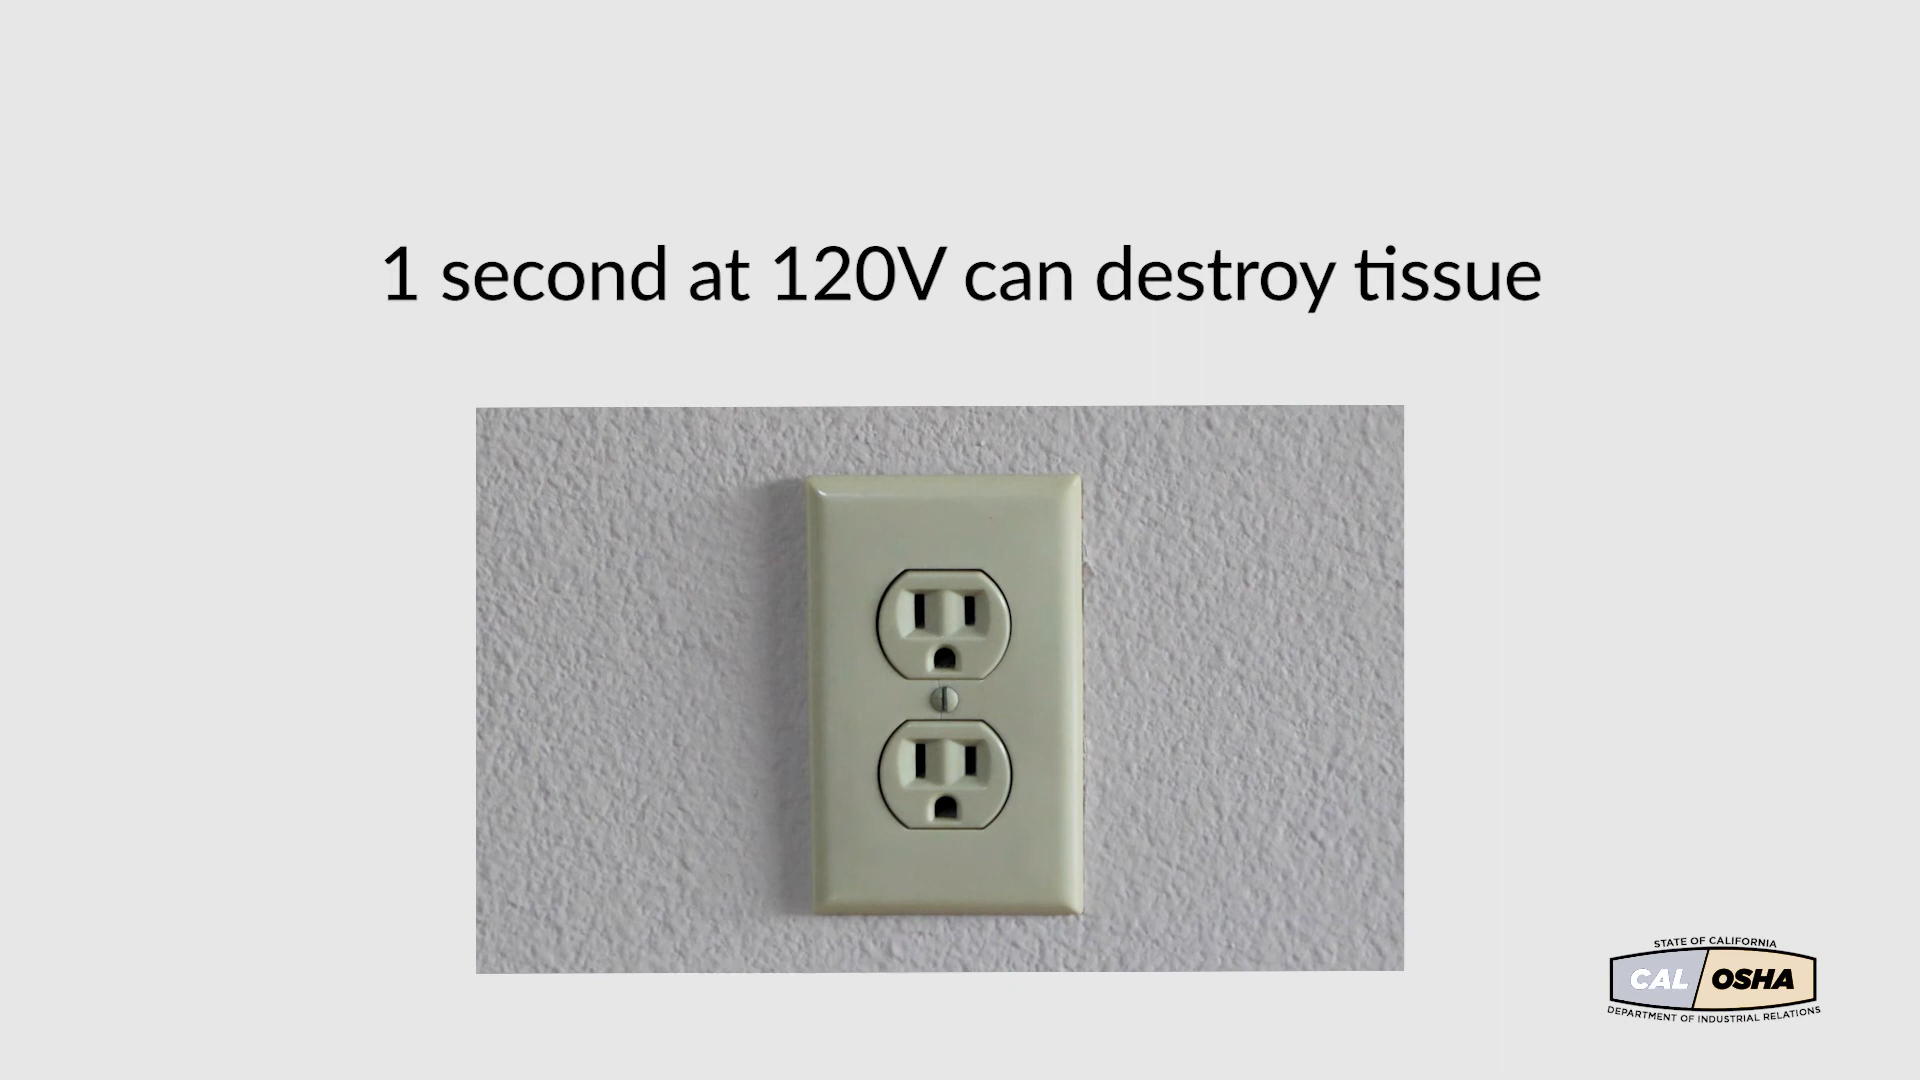 1 second at 120V can destroy tissue
STATE OF CALIFORNIA
CAL OSHA
DEPARTMENT OF INDUSTRIAL RELATIONS